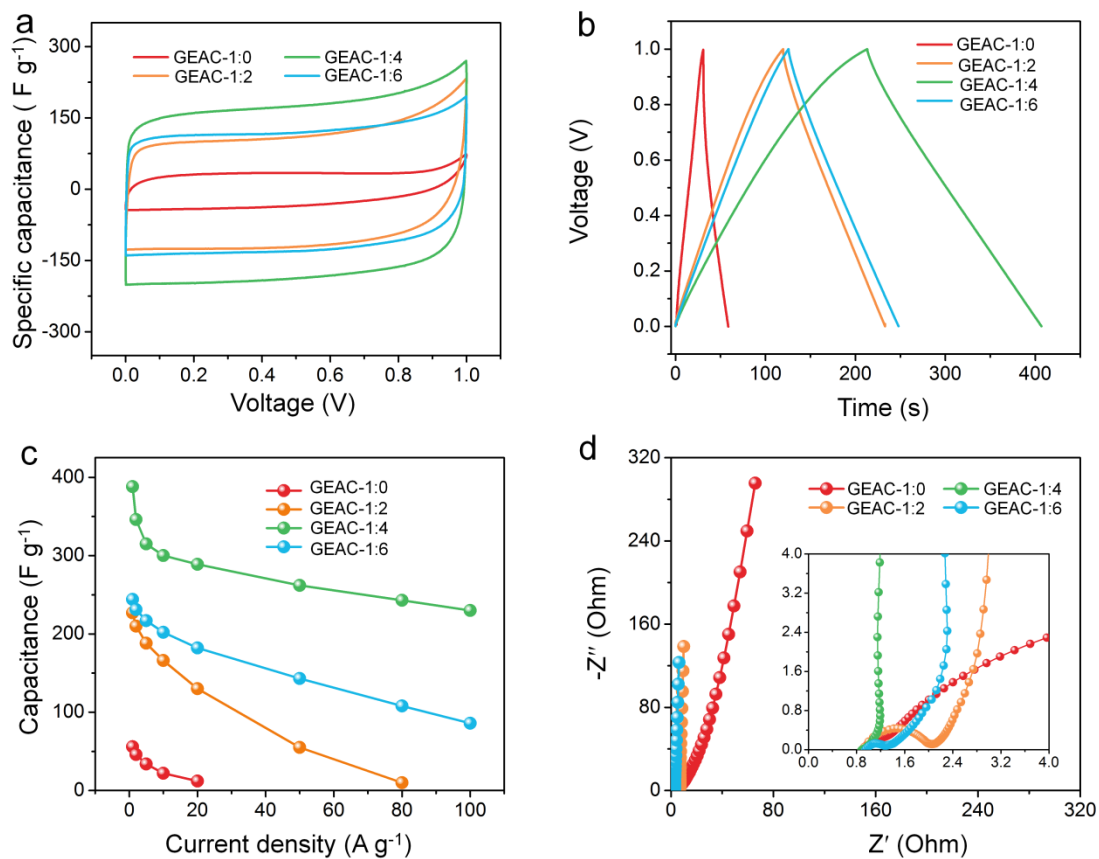 a
Specific capacitance ( F g⁻¹)
300
150
0
-150
-300
GEAC-1:0
GEAC-1:2
GEAC-1:4
GEAC-1:6
0.0 0.2 0.4 0.6 0.8 1.0
Voltage (V)
b
Voltage (V)
1.0
0.8
0.6
0.4
0.2
0.0
GEAC-1:0
GEAC-1:2
GEAC-1:4
GEAC-1:6
0 100 200 300 400
Time (s)
c
Capacitance (F g⁻¹)
400
300
200
100
0
GEAC-1:0
GEAC-1:2
GEAC-1:4
GEAC-1:6
0 20 40 60 80 100
Current density (A g⁻¹)
d
-Z″ (Ohm)
320
240
160
80
0
GEAC-1:0
GEAC-1:2
GEAC-1:4
GEAC-1:6
4.0
3.2
2.4
1.6
0.8
0.0
0.0 0.8 1.6 2.4 3.2 4.0
0 80 160 240 320
Z′ (Ohm)